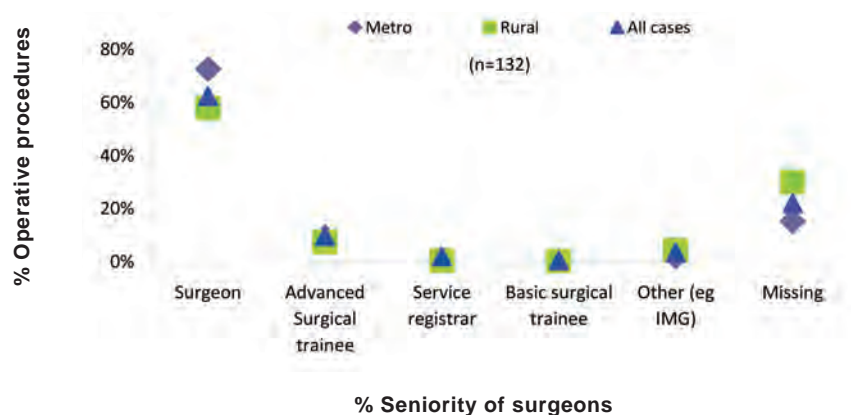 Metro Rural All cases
(n=132)
% Operative procedures
80%
60%
40%
20%
0%
Surgeon
Advanced
Surgical
trainee
Service
registrar
Basic surgical
trainee
Other (eg
IMG)
Missing
% Seniority of surgeons